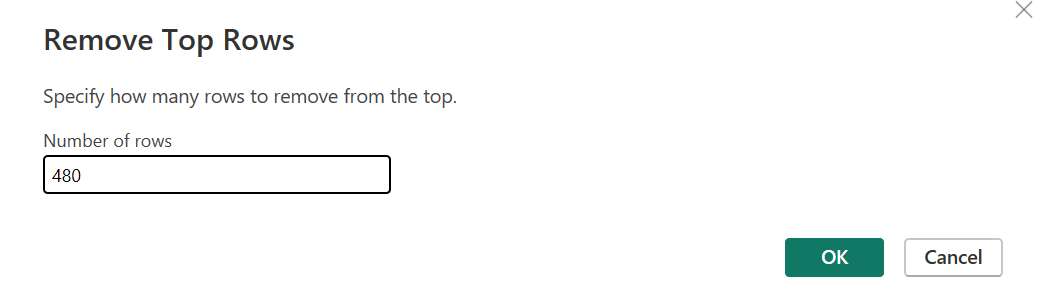 Remove Top Rows
Specify how many rows to remove from the top.
Number of rows
480
OK
Cancel